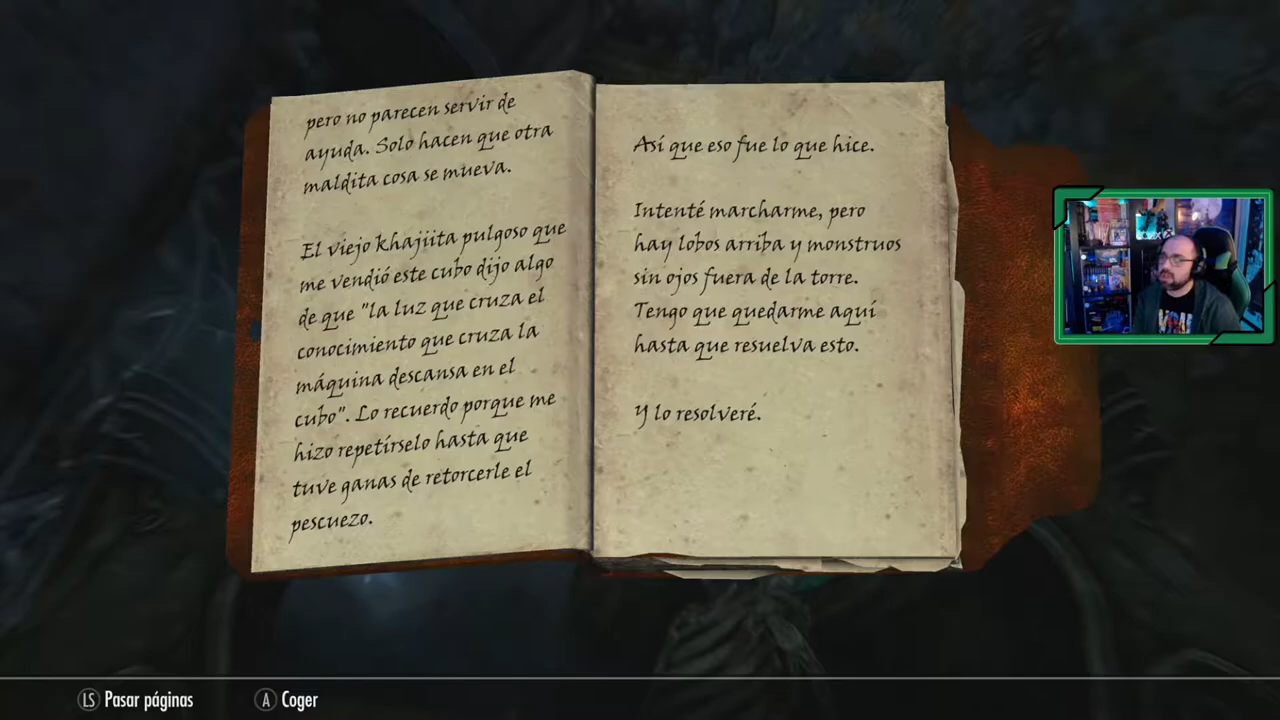 pero no parecen servir de
ayuda. Solo hacen que otra
maldita cosa se mueva.
El viejo khajiita pulgoso que
me vendió este cubo dijo algo
de que "la luz que cruza el
conocimiento que cruza la
máquina descansa en el
cubo". Lo recuerdo porque me
hizo repetírselo hasta que
tuve ganas de retorcerle el
pescuezo.
Así que eso fue lo que hice.
Intenté marcharme, pero
hay lobos arriba y monstruos
sin ojos fuera de la torre.
Tengo que quedarme aquí
hasta que resuelva esto.
Y lo resolveré.
LS Pasar páginas
A Coger